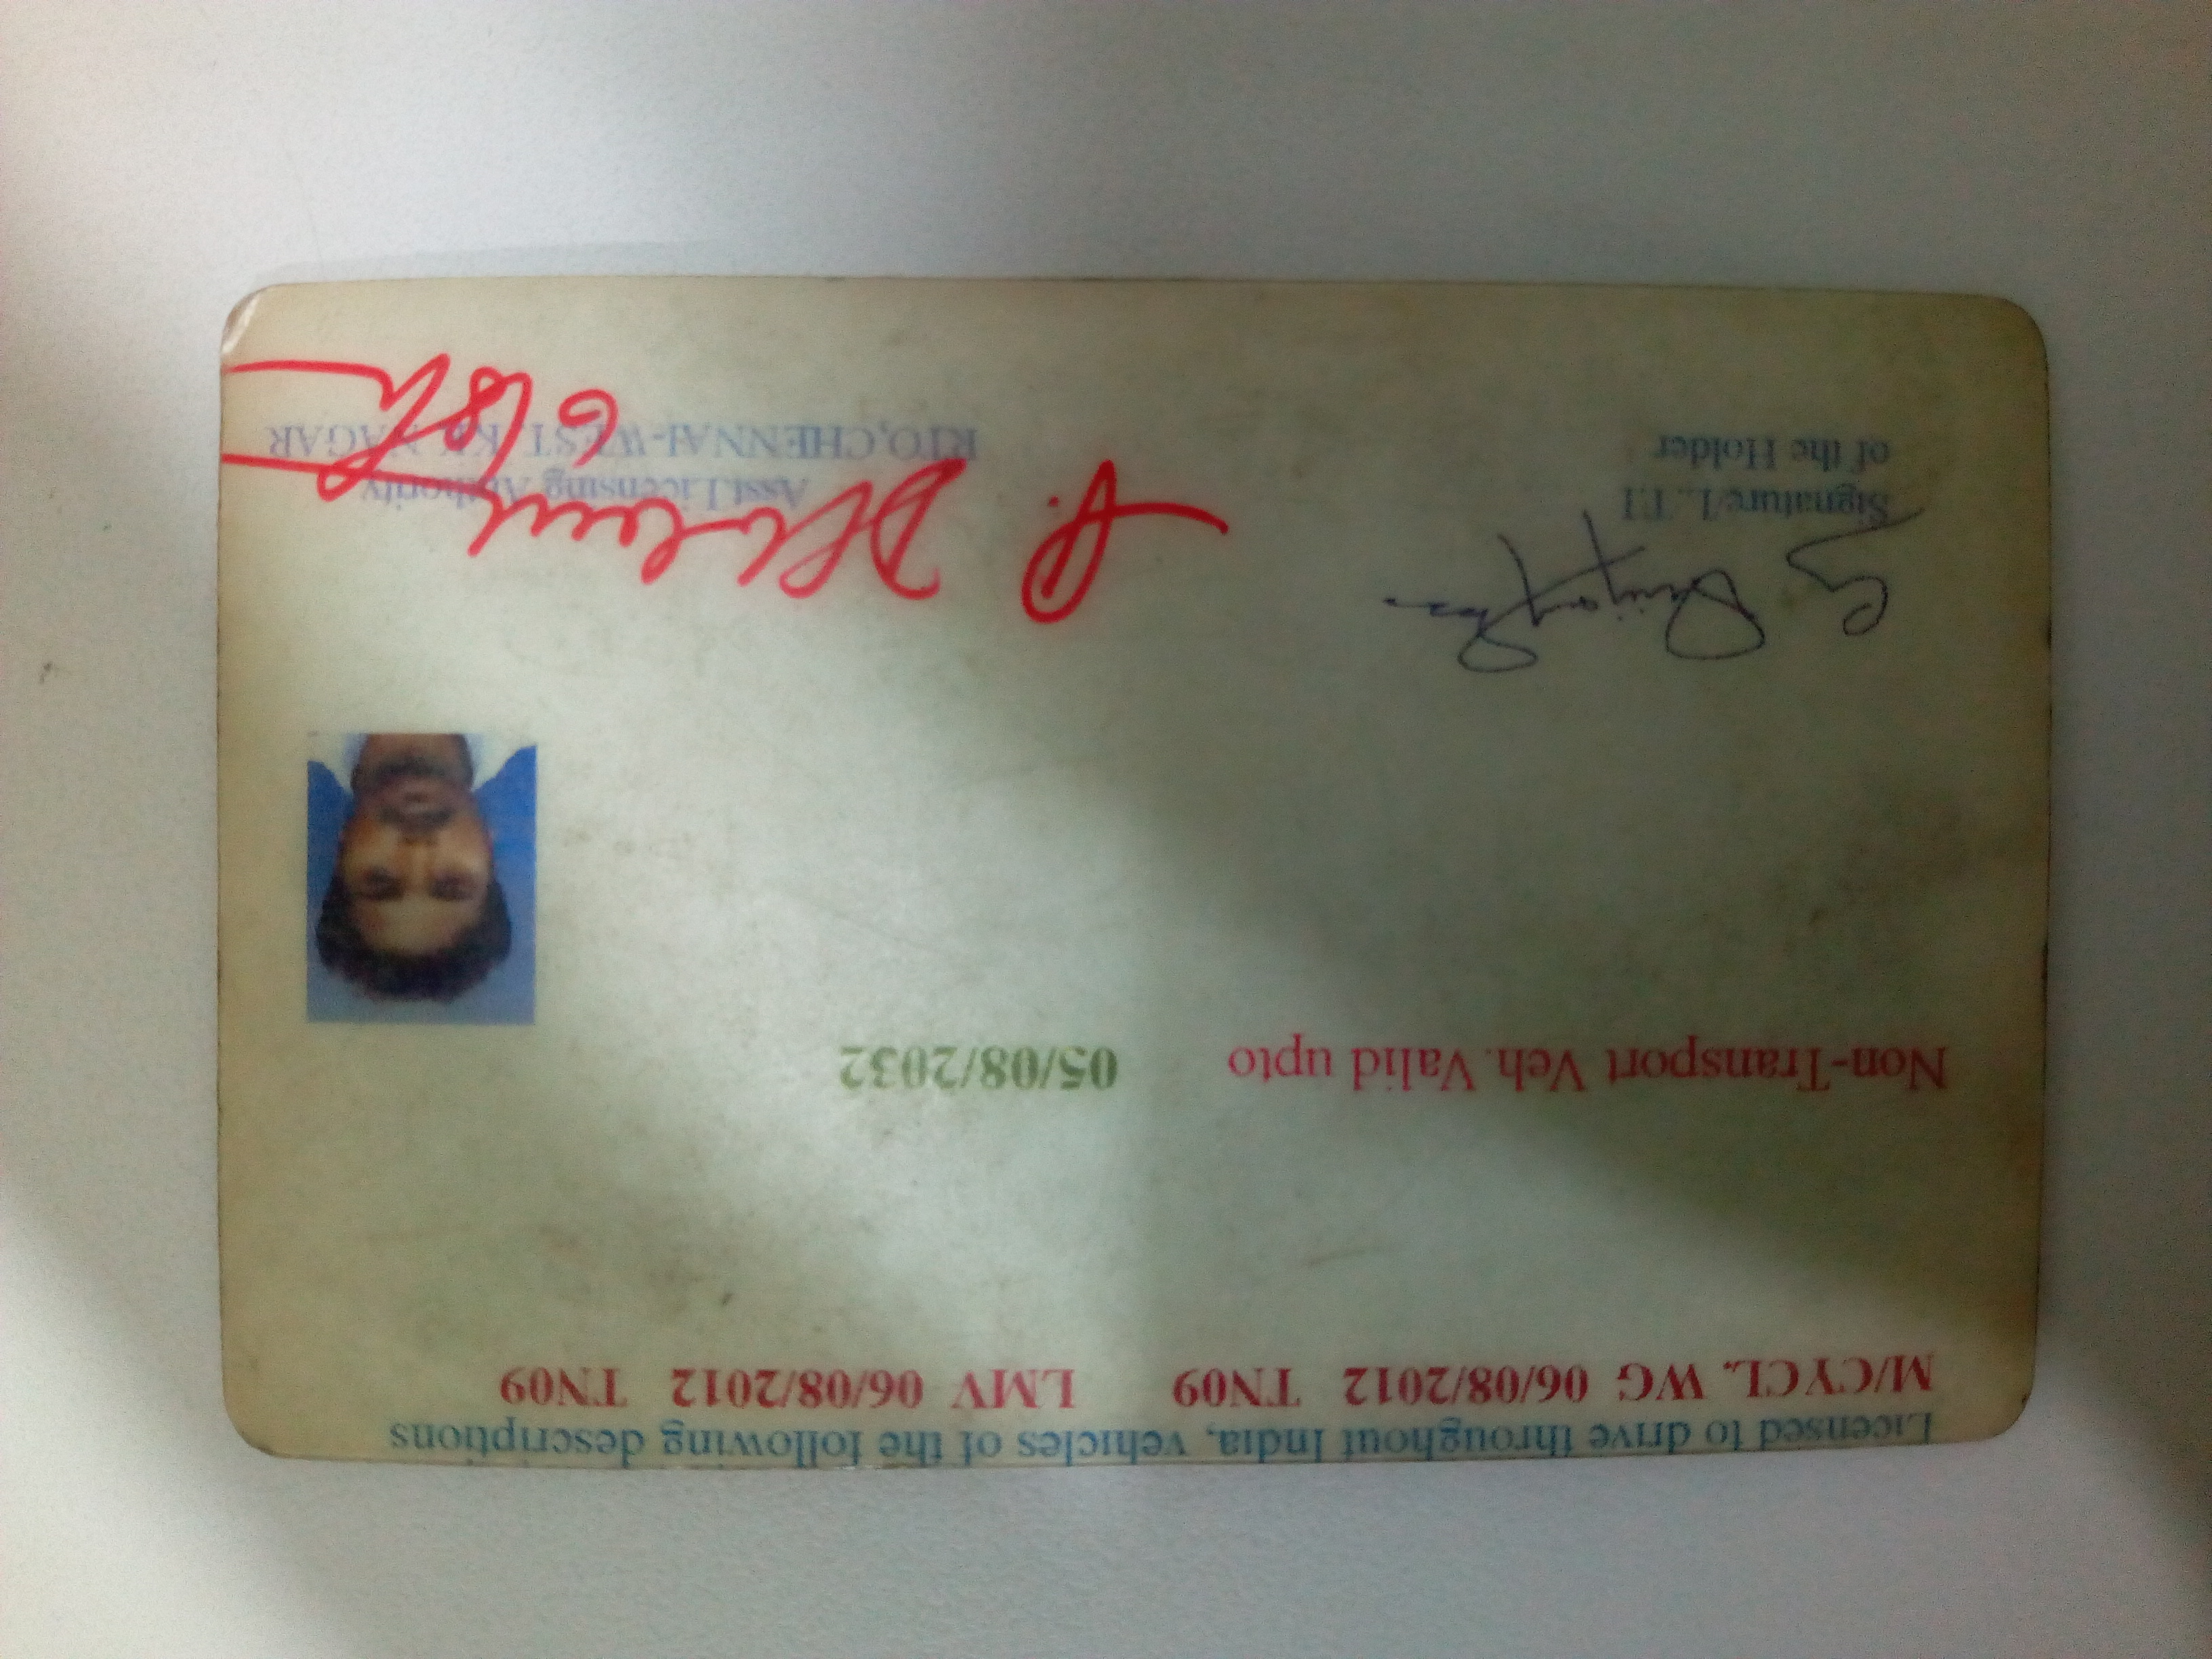 Licensed to drive throughout India, vehicles of the following descriptions
M/CYCL. WG 06/08/2012 TN09 LMV 06/08/2012 TN09
Non-Transport Veh. Valid upto 05/08/2032
Signature/L.T.I
of the Holder
Asst.Licensing Authority
RTO,CHENNAI-WEST, KK NAGAR